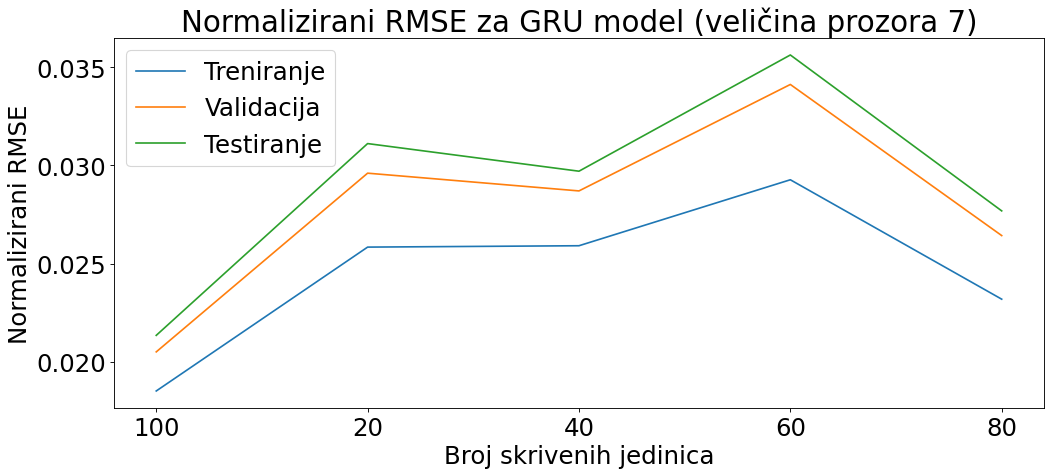 Normalizirani RMSE za GRU model (veličina prozora 7)
Treniranje
Validacija
Testiranje
Normalizirani RMSE
0.035
0.030
0.025
0.020
100 20 40 60 80
Broj skrivenih jedinica